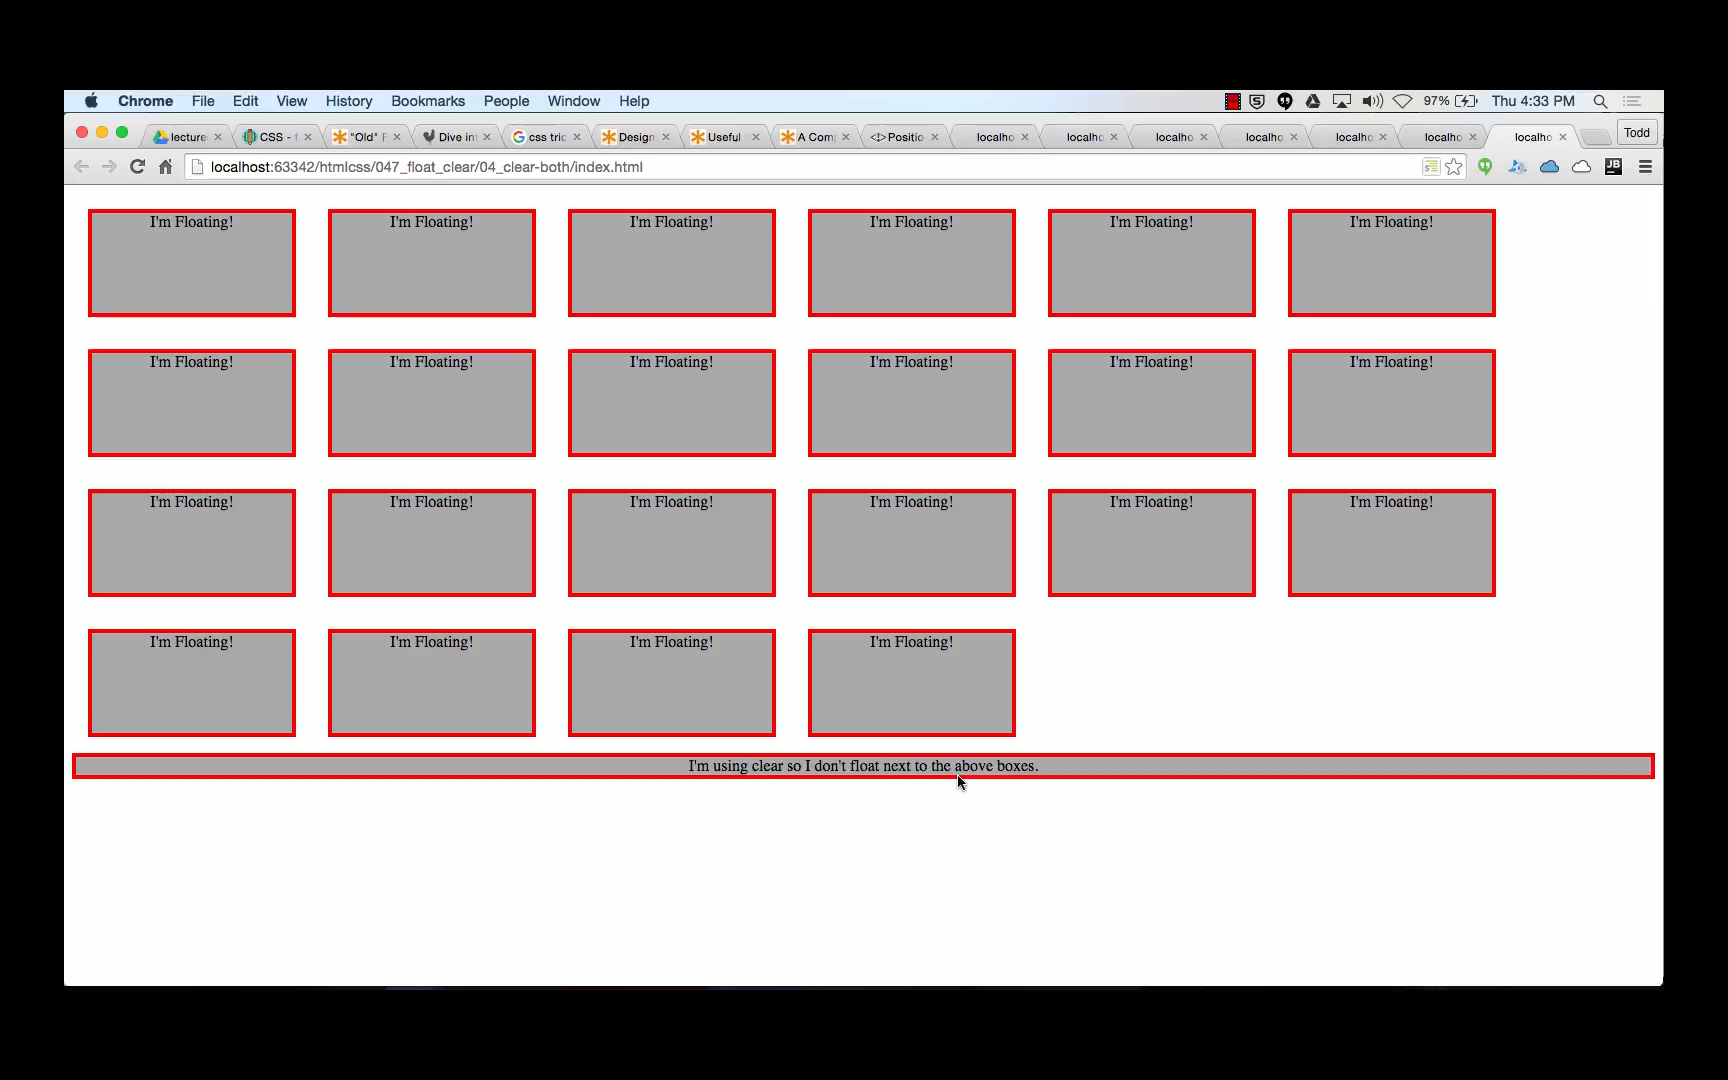 Chrome File Edit View History Bookmarks People Window Help 97% Thu 4:33 PM
lecture CSS - "Old" F Dive in css tric Design Useful A Com Positio localho localho localho localho localho localho localho Todd
localhost:63342/htmlcss/047_float_clear/04_clear-both/index.html JB
I'm Floating! I'm Floating! I'm Floating! I'm Floating! I'm Floating! I'm Floating!
I'm Floating! I'm Floating! I'm Floating! I'm Floating! I'm Floating! I'm Floating!
I'm Floating! I'm Floating! I'm Floating! I'm Floating! I'm Floating! I'm Floating!
I'm Floating! I'm Floating! I'm Floating! I'm Floating!
I'm using clear so I don't float next to the above boxes.